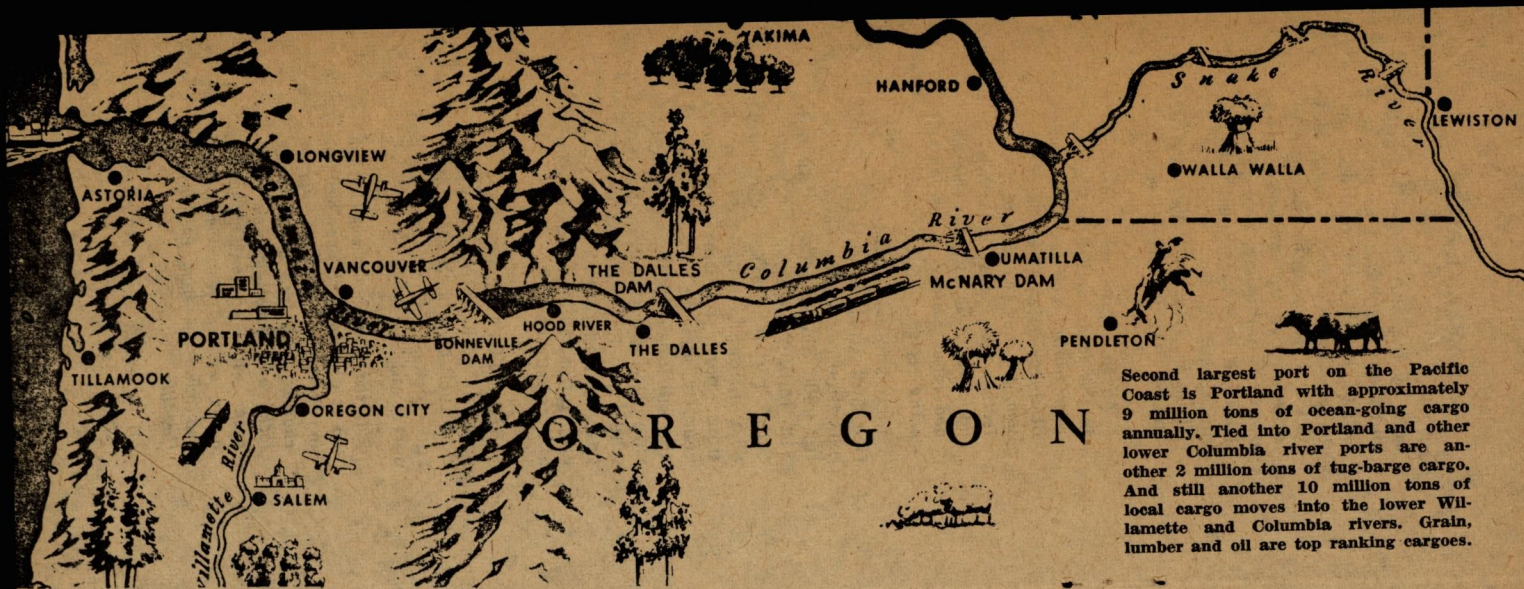 YAKIMA
HANFORD
Snake River
LEWISTON
LONGVIEW
WALLA WALLA
ASTORIA
Columbia River
VANCOUVER
THE DALLES
DAM
UMATILLA
McNARY DAM
PORTLAND
HOOD RIVER
BONNEVILLE
DAM
THE DALLES
PENDLETON
TILLAMOOK
OREGON CITY
OREGON
Willamette River
SALEM
Second largest port on the Pacific
Coast is Portland with approximately
9 million tons of ocean-going cargo
annually. Tied into Portland and other
lower Columbia river ports are an-
other 2 million tons of tug-barge cargo.
And still another 10 million tons of
local cargo moves into the lower Wil-
lamette and Columbia rivers. Grain,
lumber and oil are top ranking cargoes.